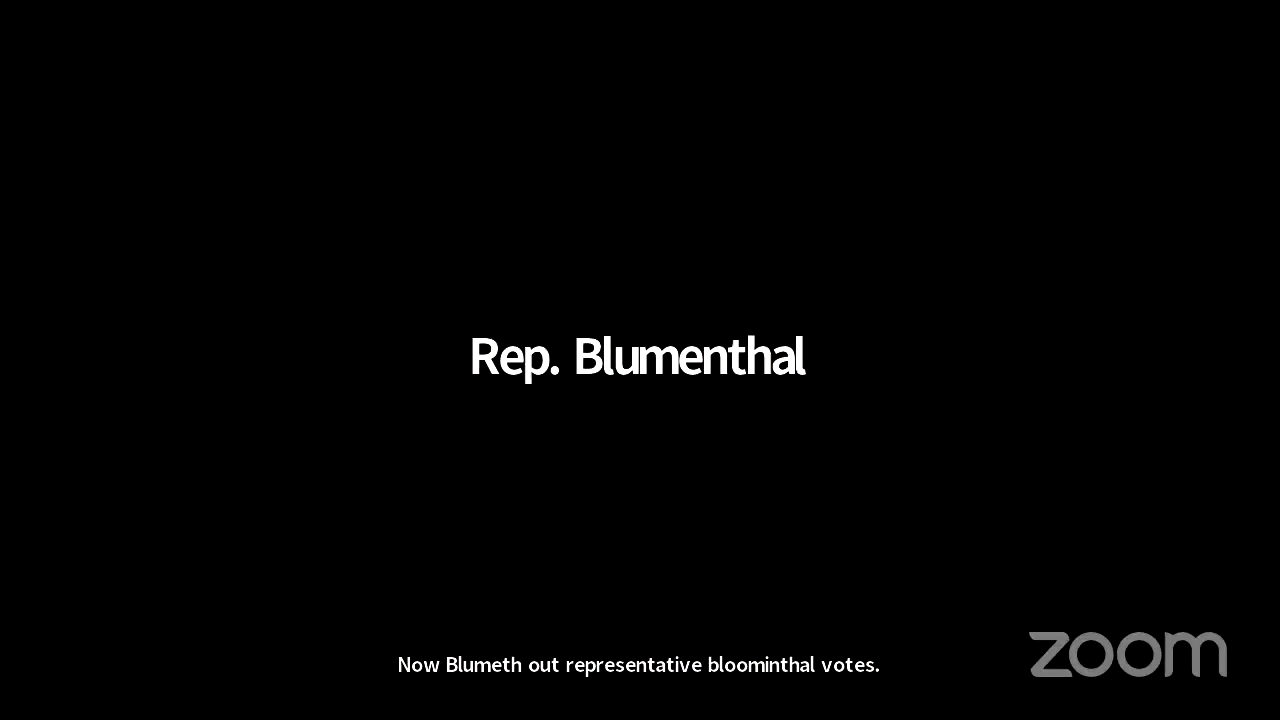 Rep. Blumenthal
Now Blumeth out representative bloominthal votes.
zoom